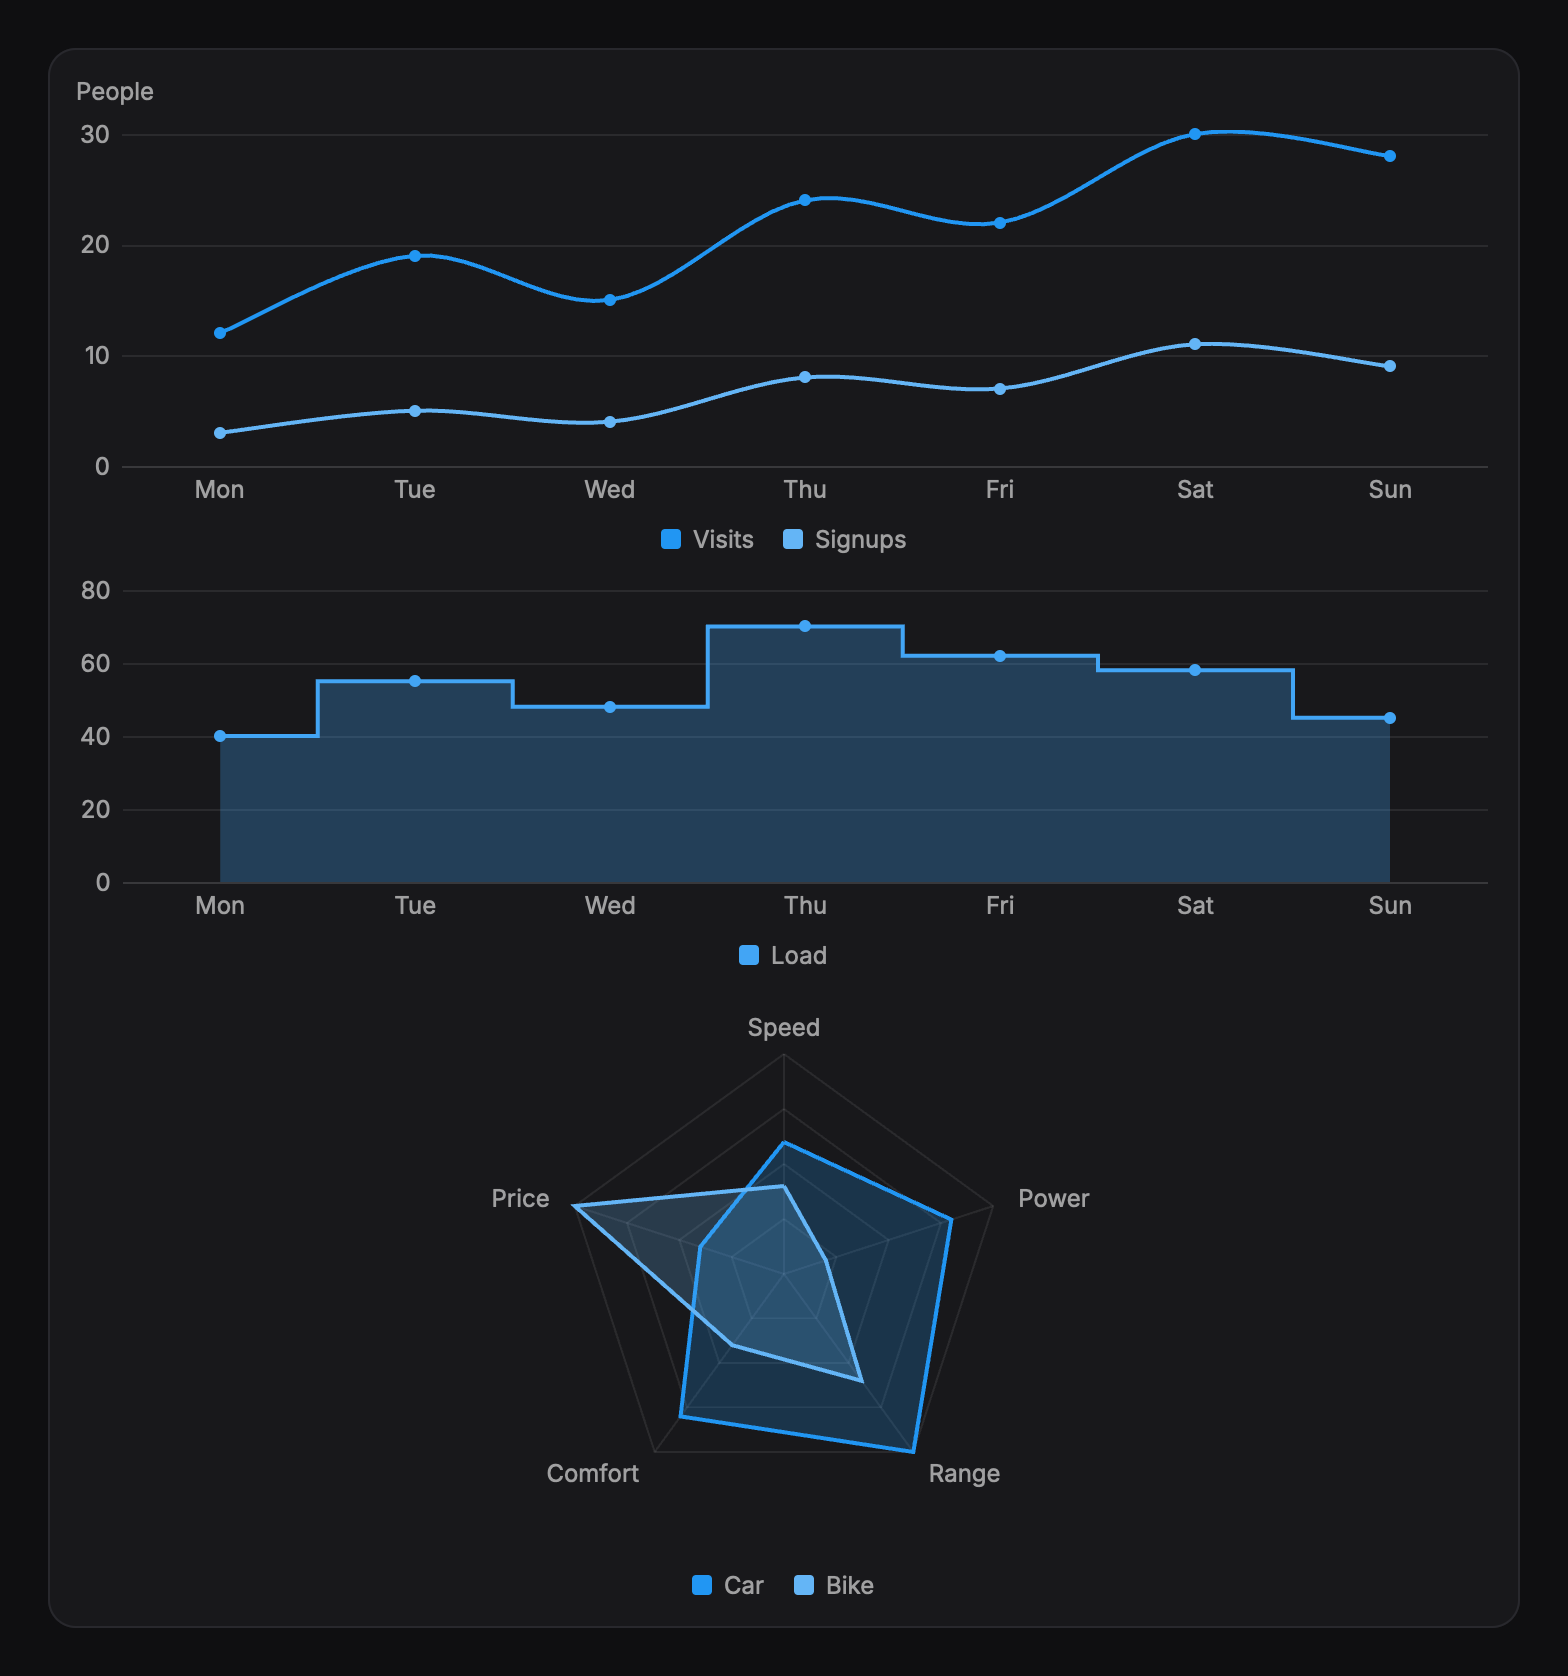 People
30
20
10
0
Mon Tue Wed Thu Fri Sat Sun
Visits Signups
80
60
40
20
0
Mon Tue Wed Thu Fri Sat Sun
Load
Speed
Price Power
Comfort Range
Car Bike